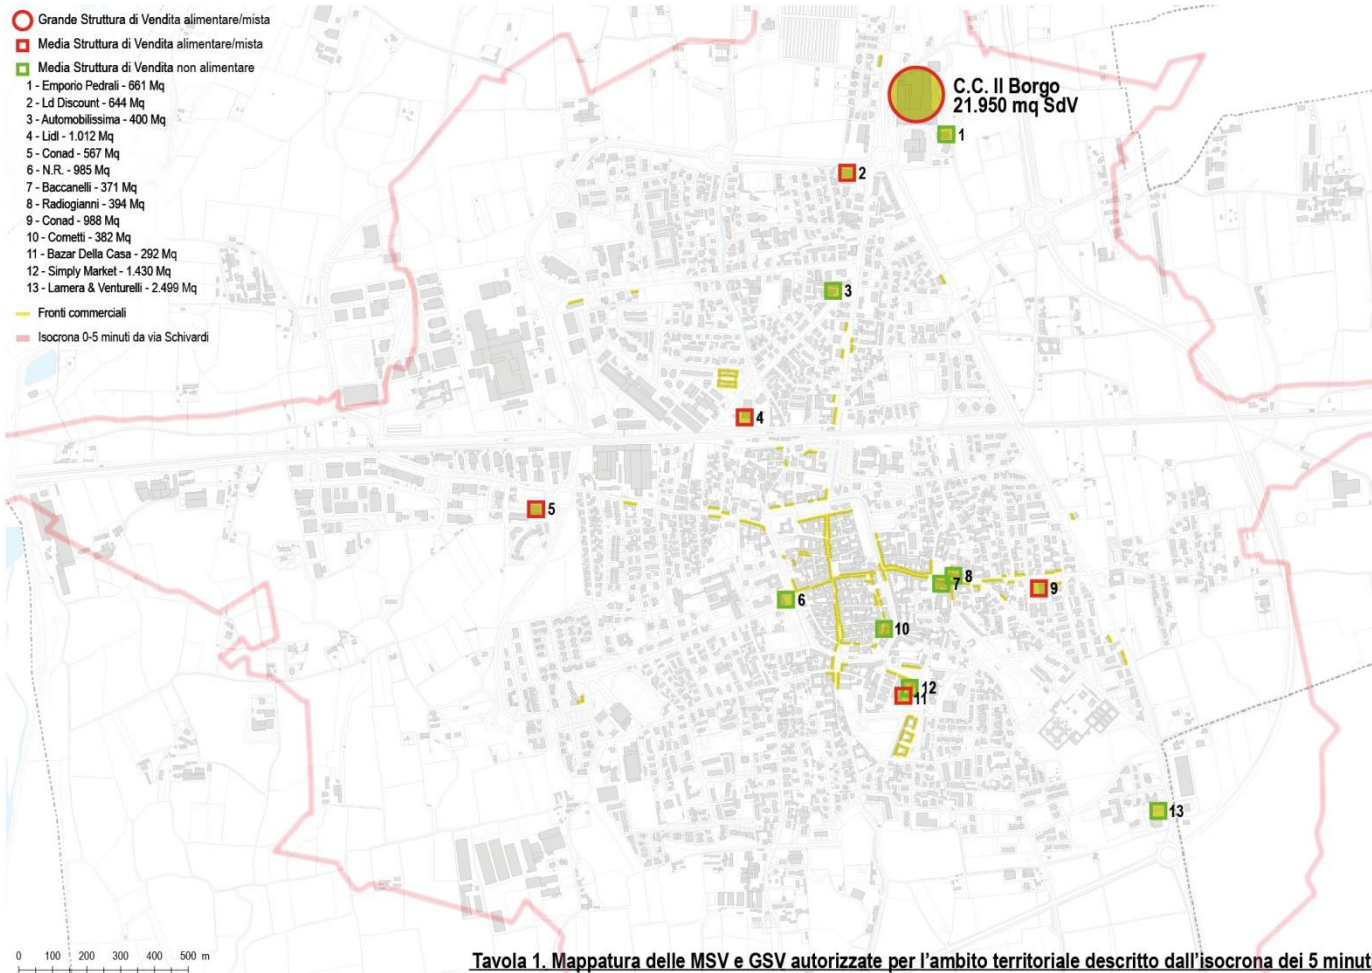 Grande Struttura di Vendita alimentare/mista
Media Struttura di Vendita alimentare/mista
Media Struttura di Vendita non alimentare
1 - Emporio Pedrali - 661 Mq
2 - Ld Discount - 644 Mq
3 - Automobilissima - 400 Mq
4 - Lidl - 1.012 Mq
5 - Conad - 567 Mq
6 - N.R. - 985 Mq
7 - Baccanelli - 371 Mq
8 - Radiogianni - 394 Mq
9 - Conad - 988 Mq
10 - Cometti - 382 Mq
11 - Bazar Della Casa - 292 Mq
12 - Simply Market - 1.430 Mq
13 - Lamera & Venturelli - 2.499 Mq
Fronti commerciali
Isocrona 0-5 minuti da via Schivardi
C.C. Il Borgo
21.950 mq SdV
1
2
3
4
5
8
7
9
6
10
12
11
13
0 100 200 300 400 500 m
Tavola 1. Mappatura delle MSV e GSV autorizzate per l'ambito territoriale descritto dall'isocrona dei 5 minut